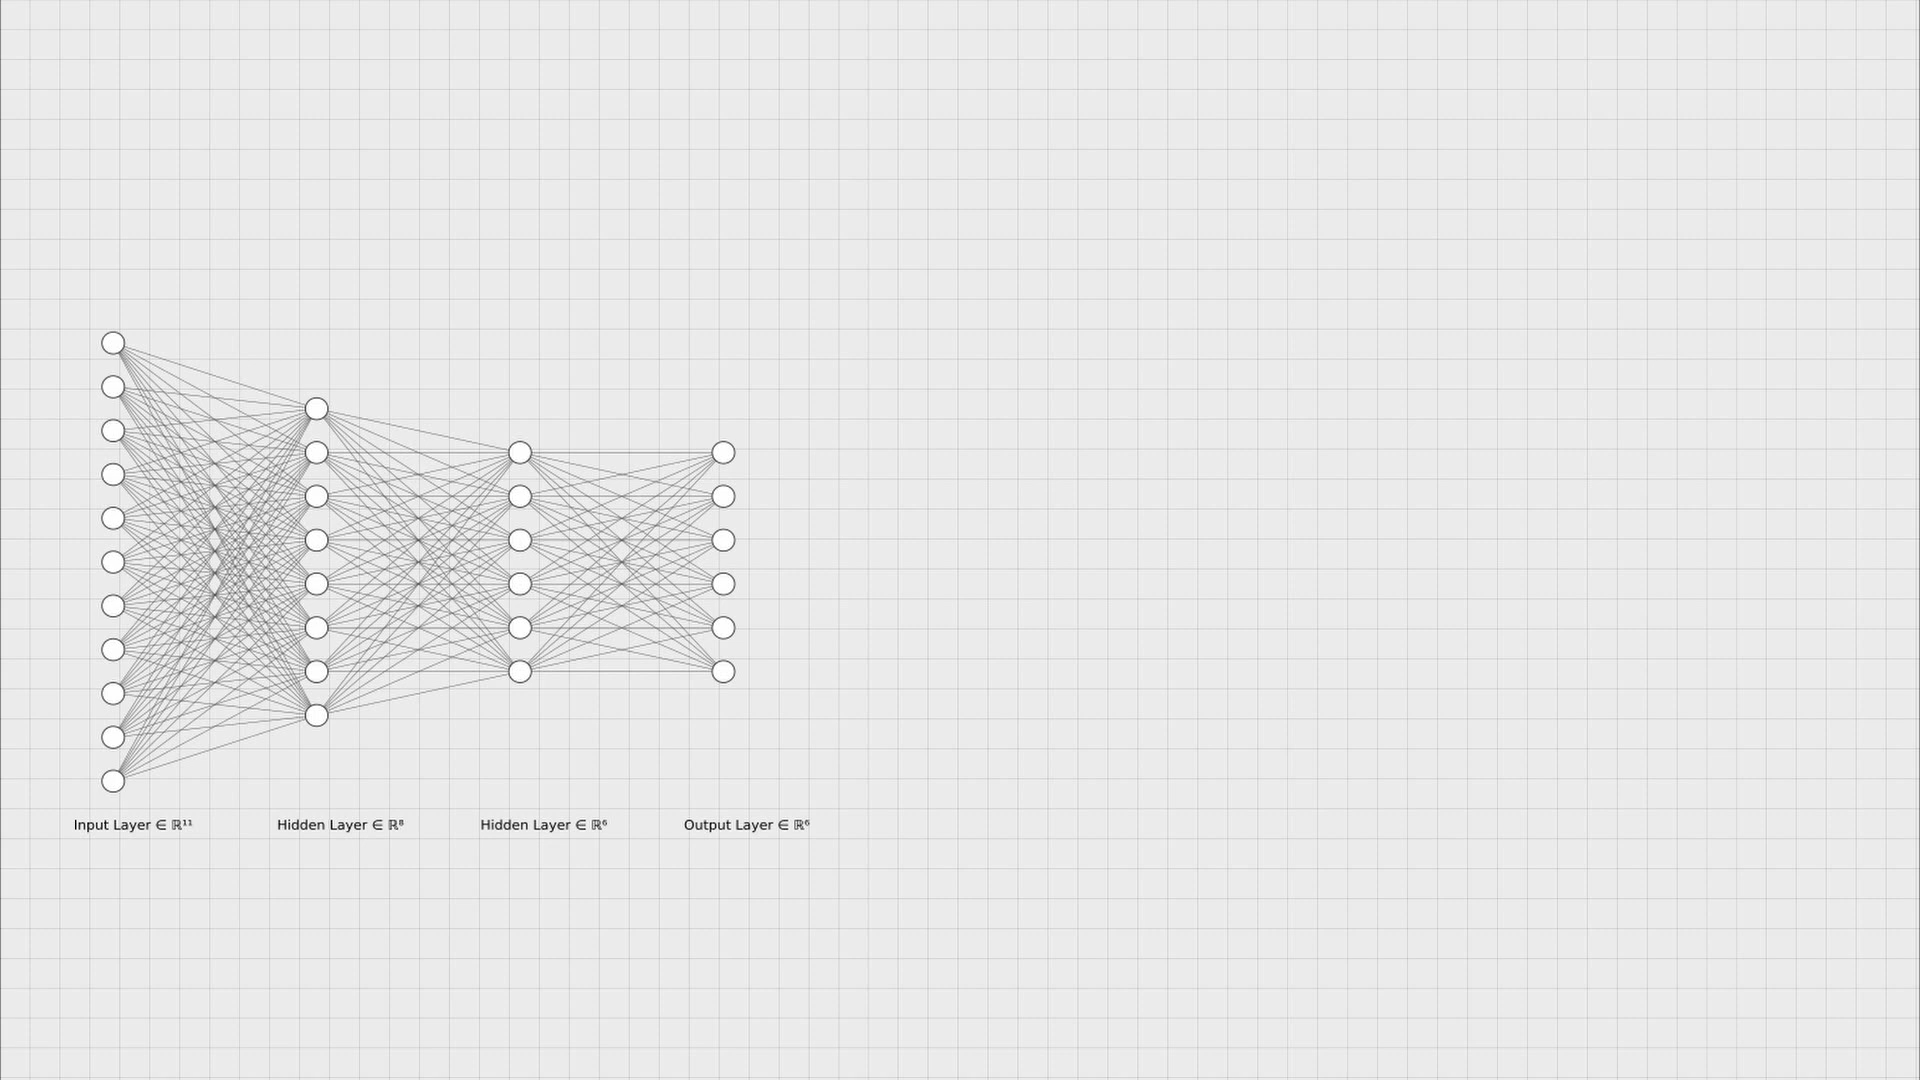 Input Layer ∈ ℝ¹¹
Hidden Layer ∈ ℝ⁸
Hidden Layer ∈ ℝ⁶
Output Layer ∈ ℝ⁶